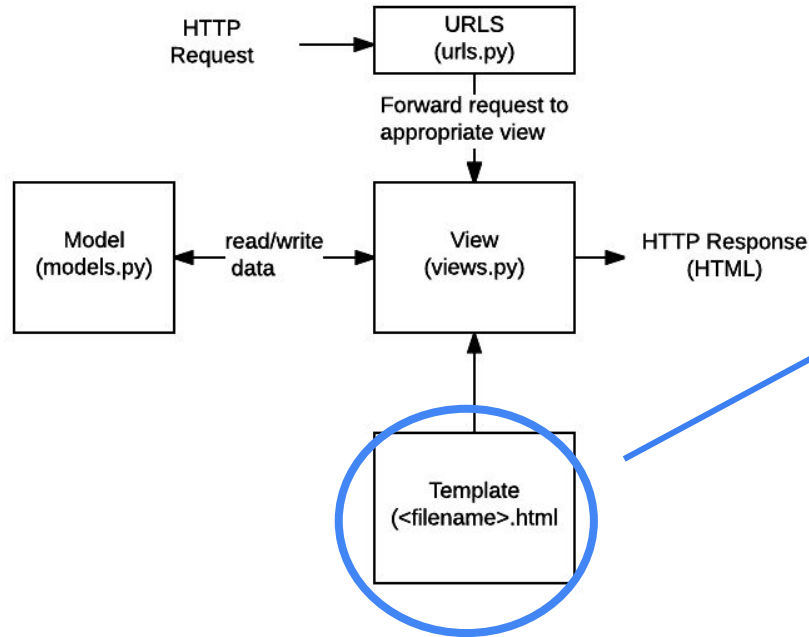 HTTP
Request
URLS
(urls.py)
Forward request to
appropriate view
Model
(models.py)
read/write
data
View
(views.py)
HTTP Response
(HTML)
Template
(<filename>.html